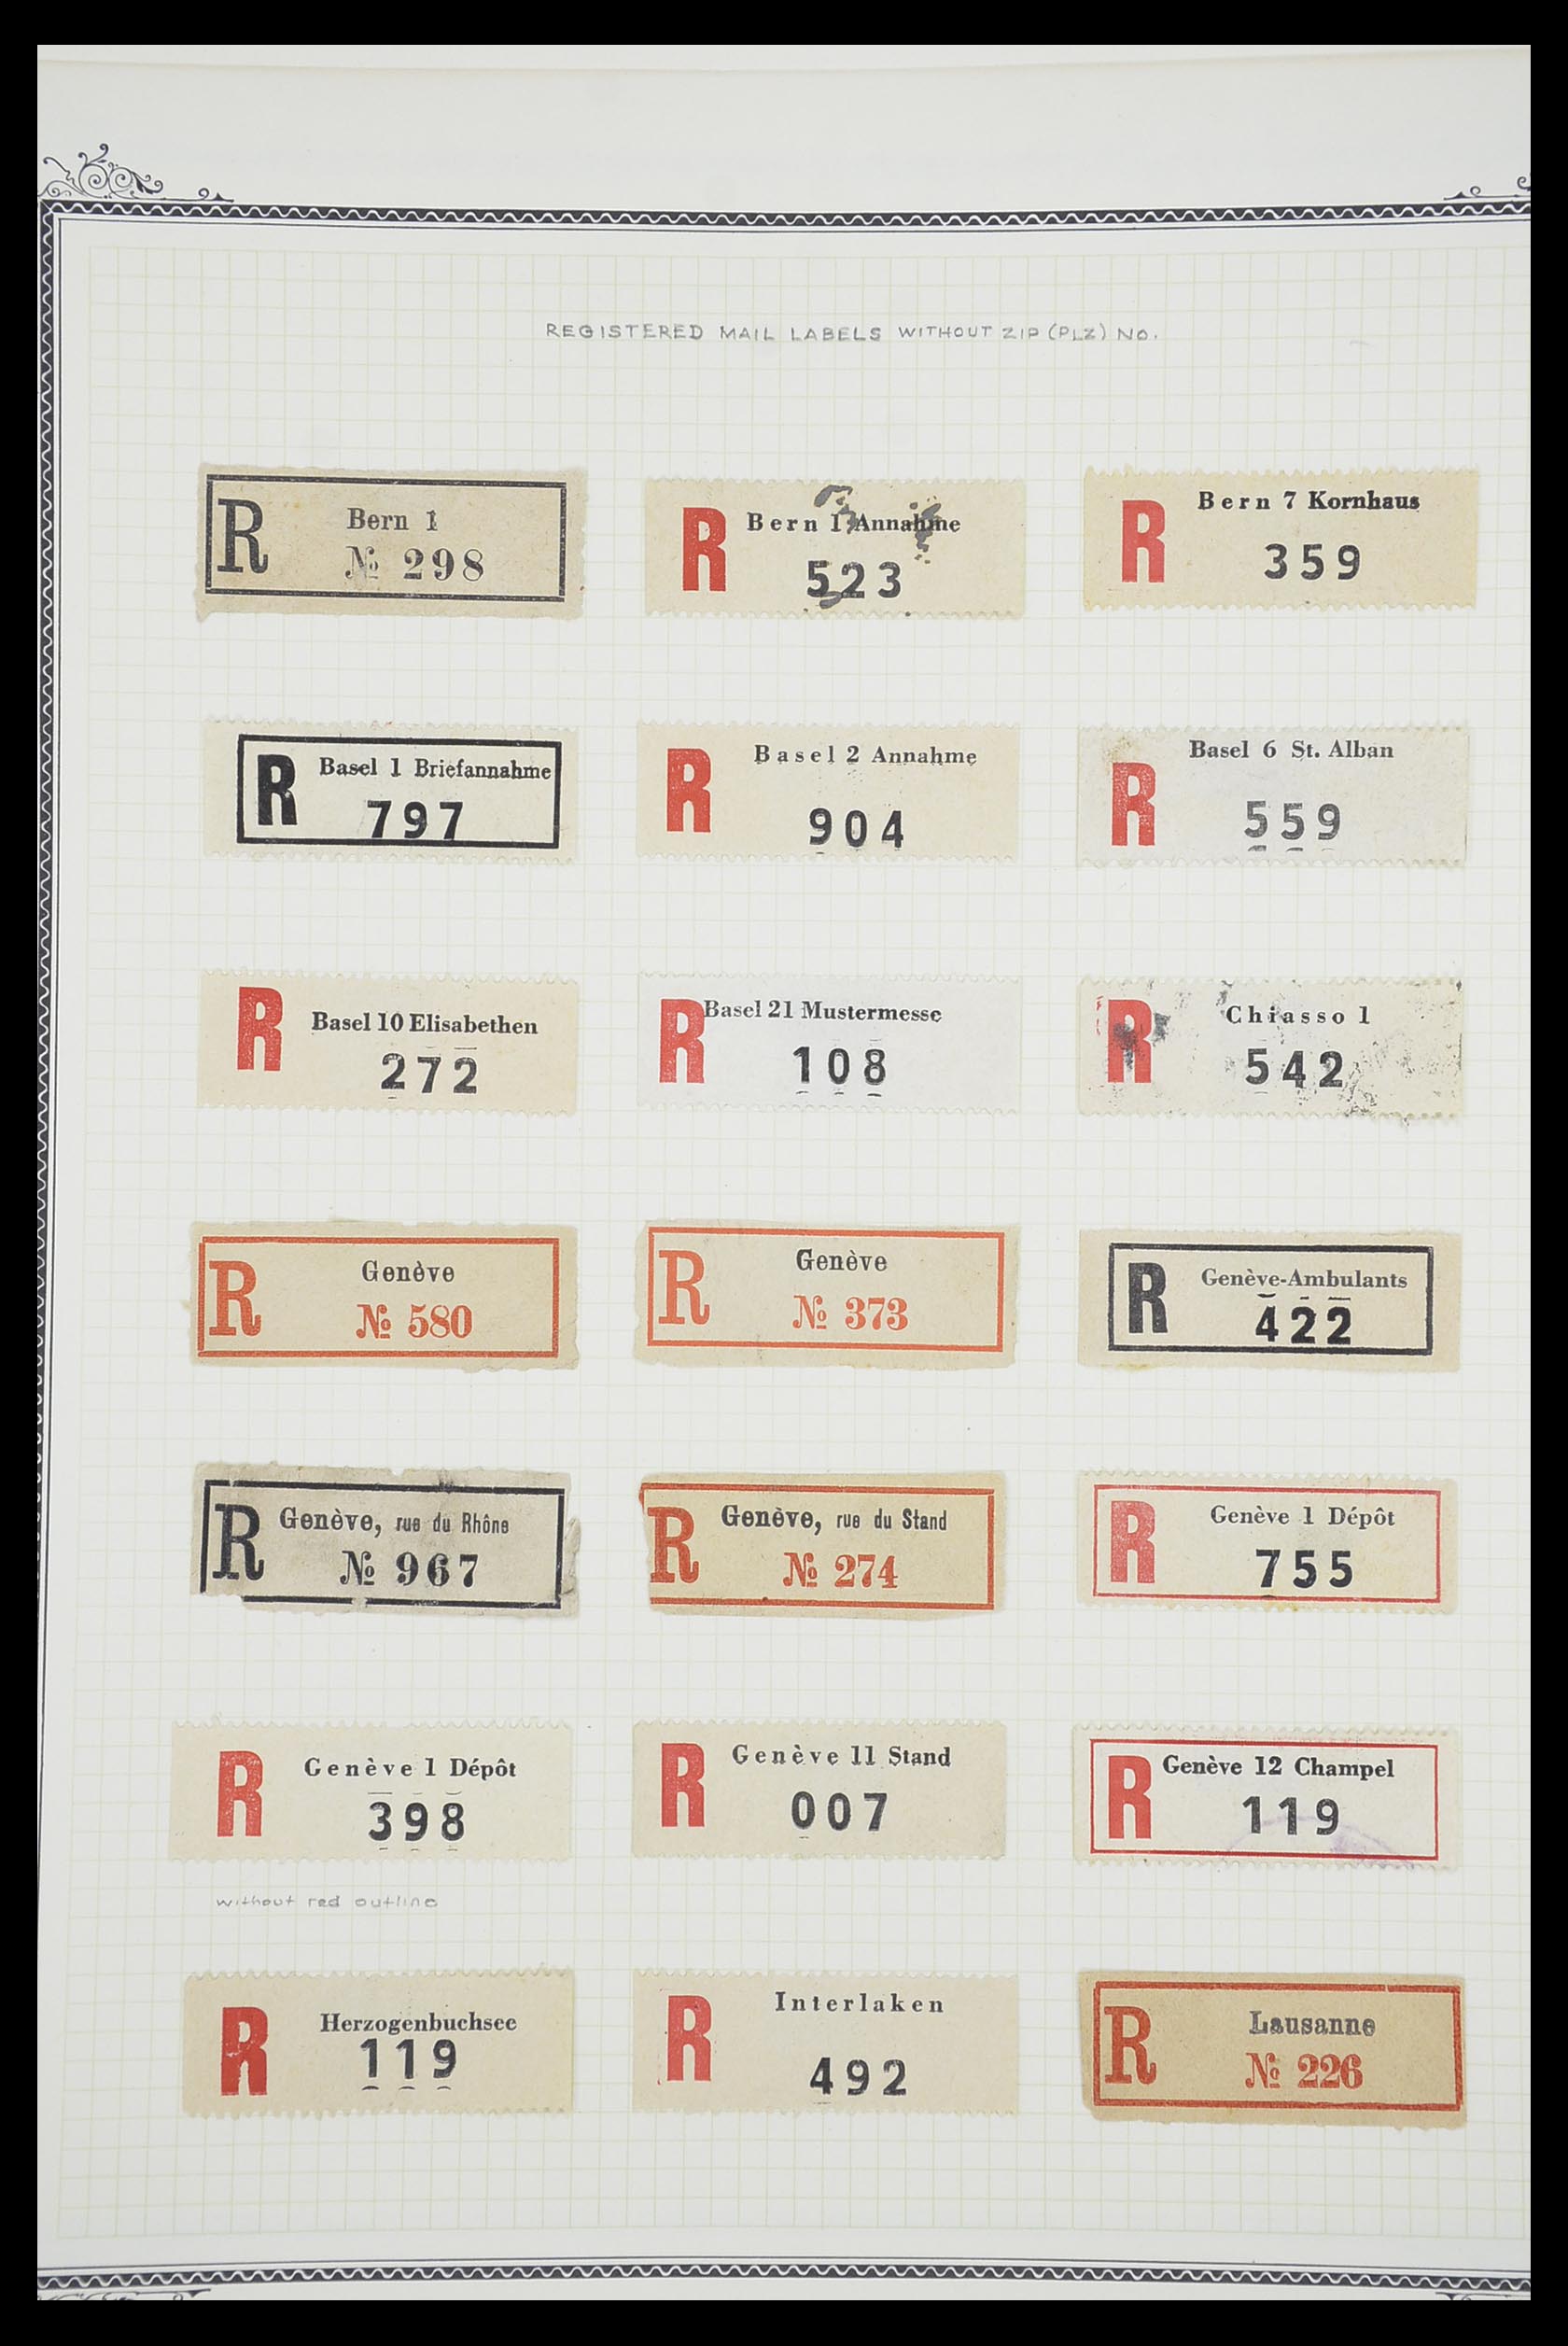 REGISTERED MAIL LABELS WITHOUT ZIP (PLZ) NO.
R Bern 1
№ 298
R Bern 1 Annahme
523
R Bern 7 Kornhaus
359
R Basel 1 Briefannahme
797
R Basel 2 Annahme
904
R Basel 6 St. Alban
559
R Basel 10 Elisabethen
272
R Basel 21 Mustermesse
108
R Chiasso 1
542
R Genève
№ 580
R Genève
№ 373
R Genève-Ambulants
422
R Genève, rue du Rhône
№ 967
R Genève, rue du Stand
№ 274
R Genève 1 Dépôt
755
R Genève 1 Dépôt
398
without red outline
R Genève 11 Stand
007
R Genève 12 Champel
119
R Herzogenbuchsee
119
R Interlaken
492
R Lausanne
№ 226